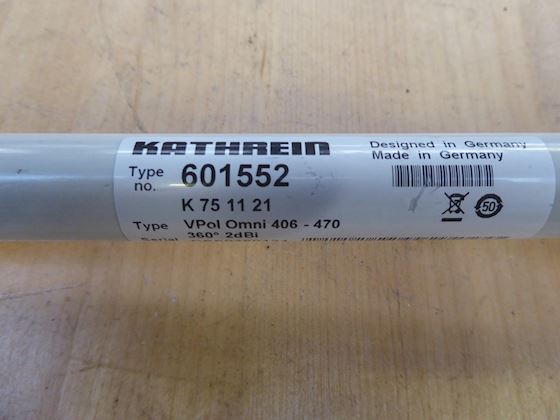 KATHREIN
Designed in Germany
Made in Germany
Type no. 601552
K 75 11 21
50
Type VPol Omni 406 - 470
360° 2dBi
Serial